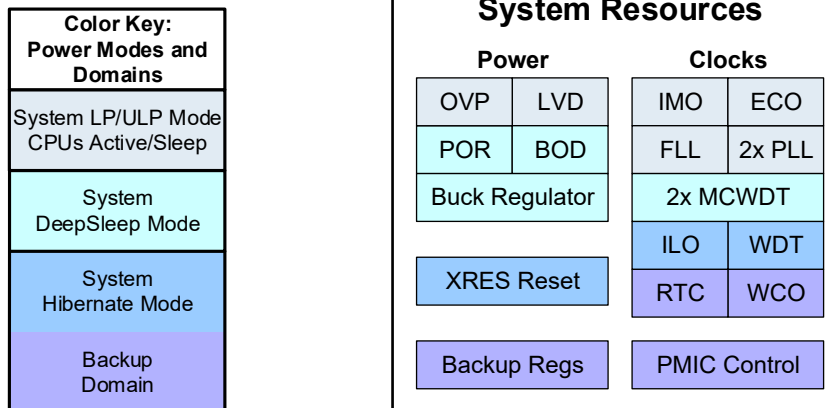 Color Key:
Power Modes and
Domains
System LP/ULP Mode
CPUs Active/Sleep
System
DeepSleep Mode
System
Hibernate Mode
Backup
Domain
System Resources
Power
OVP LVD
POR BOD
Buck Regulator
XRES Reset
Backup Regs
Clocks
IMO ECO
FLL 2x PLL
2x MCWDT
ILO WDT
RTC WCO
PMIC Control